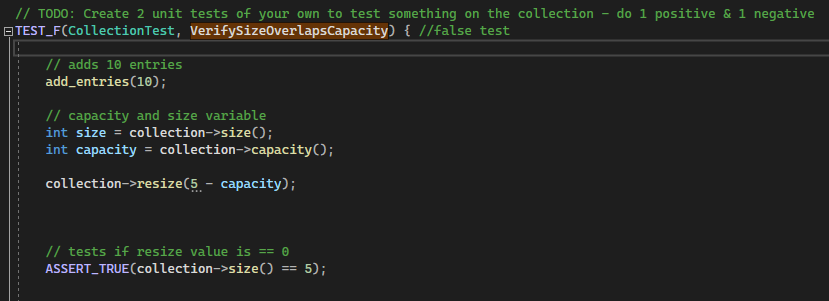 // TODO: Create 2 unit tests of your own to test something on the collection - do 1 positive & 1 negative
TEST_F(CollectionTest, VerifySizeOverlapsCapacity) { //false test
// adds 10 entries
add_entries(10);
// capacity and size variable
int size = collection->size();
int capacity = collection->capacity();
collection->resize(5 - capacity);
// tests if resize value is == 0
ASSERT_TRUE(collection->size() == 5);